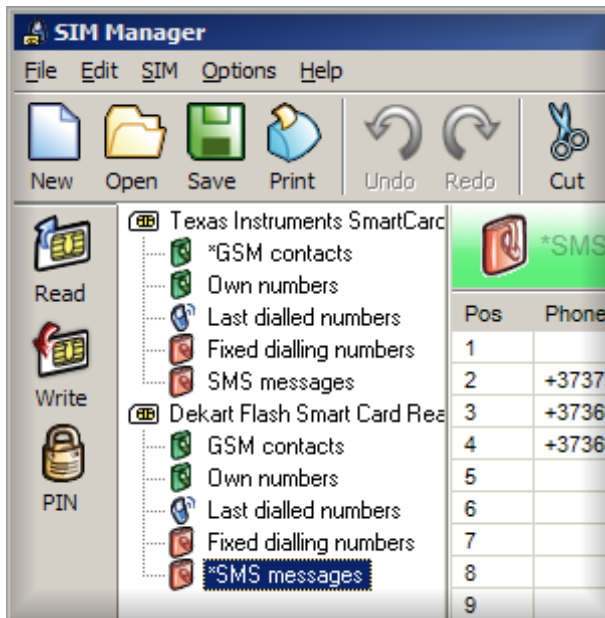 SIM Manager
File Edit SIM Options Help
New Open Save Print Undo Redo Cut
Read
Write
PIN
Texas Instruments SmartCard
*GSM contacts
Own numbers
Last dialled numbers
Fixed dialling numbers
SMS messages
Dekart Flash Smart Card Rea
GSM contacts
Own numbers
Last dialled numbers
Fixed dialling numbers
*SMS messages
*SMS
Pos Phone
1
2 +3737
3 +3736
4 +3736
5
6
7
8
9